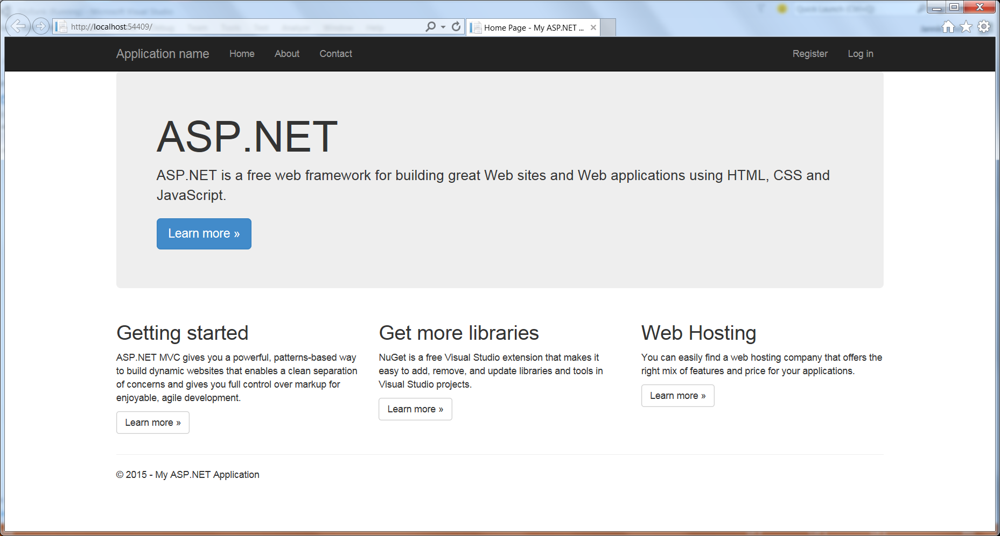 http://localhost:54409/
Home Page - My ASP.NET ...
Application name Home About Contact Register Log in
ASP.NET
ASP.NET is a free web framework for building great Web sites and Web applications using HTML, CSS and
JavaScript.
Learn more »
Getting started
ASP.NET MVC gives you a powerful, patterns-based way
to build dynamic websites that enables a clean separation
of concerns and gives you full control over markup for
enjoyable, agile development.
Learn more »
Get more libraries
NuGet is a free Visual Studio extension that makes it
easy to add, remove, and update libraries and tools in
Visual Studio projects.
Learn more »
Web Hosting
You can easily find a web hosting company that offers the
right mix of features and price for your applications.
Learn more »
© 2015 - My ASP.NET Application